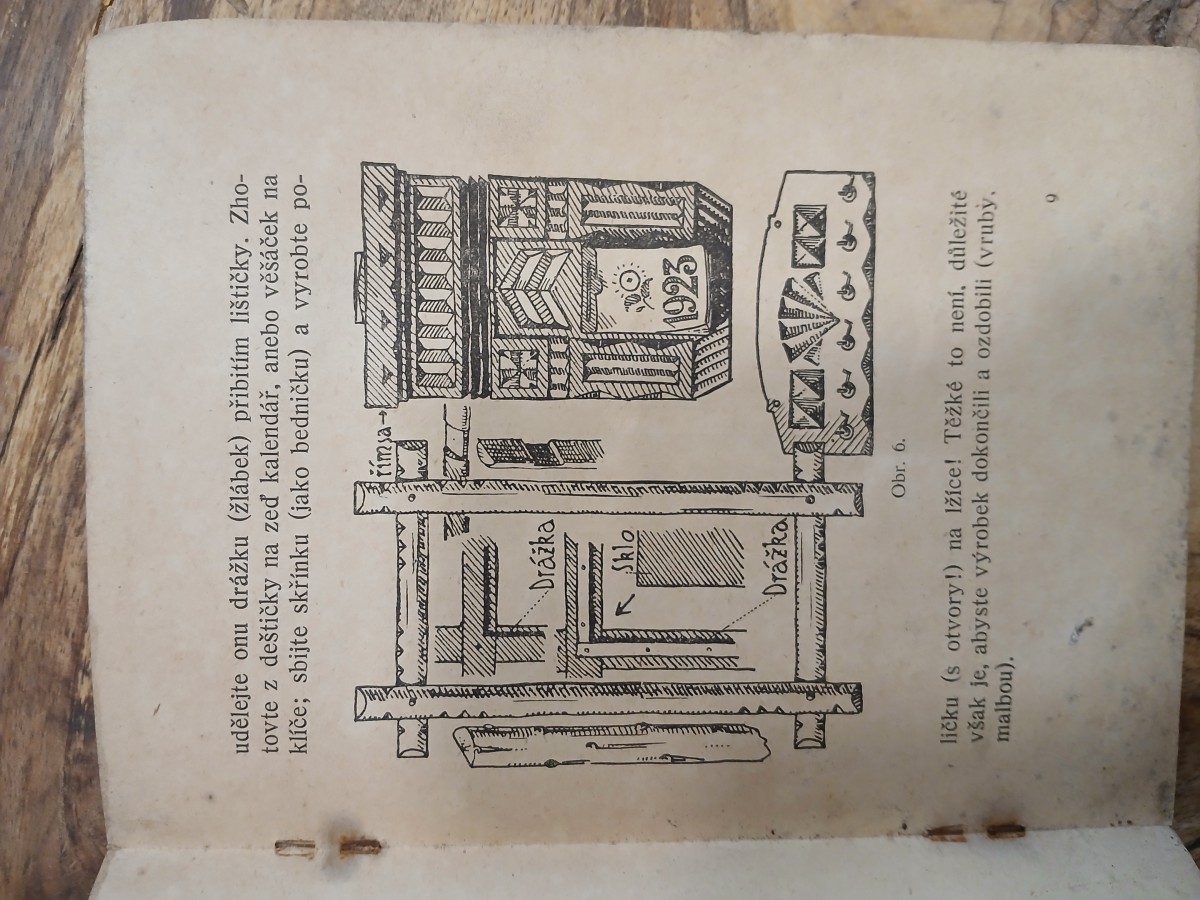 udělejte onu drážku (žlábek) přibitím lištičky. Zho-
tovte z deštičky na zeď kalendář, anebo věšáček na
klíče; sbijte skřínku (jako bedničku) a vyrobte po-
římsa
Drážka
Sklo
Drážka
1923
Obr. 6.
ličku (s otvory!) na lžíce! Těžké to není, důležité
však je, abyste výrobek dokončili a ozdobili (vruby,
malbou).
9